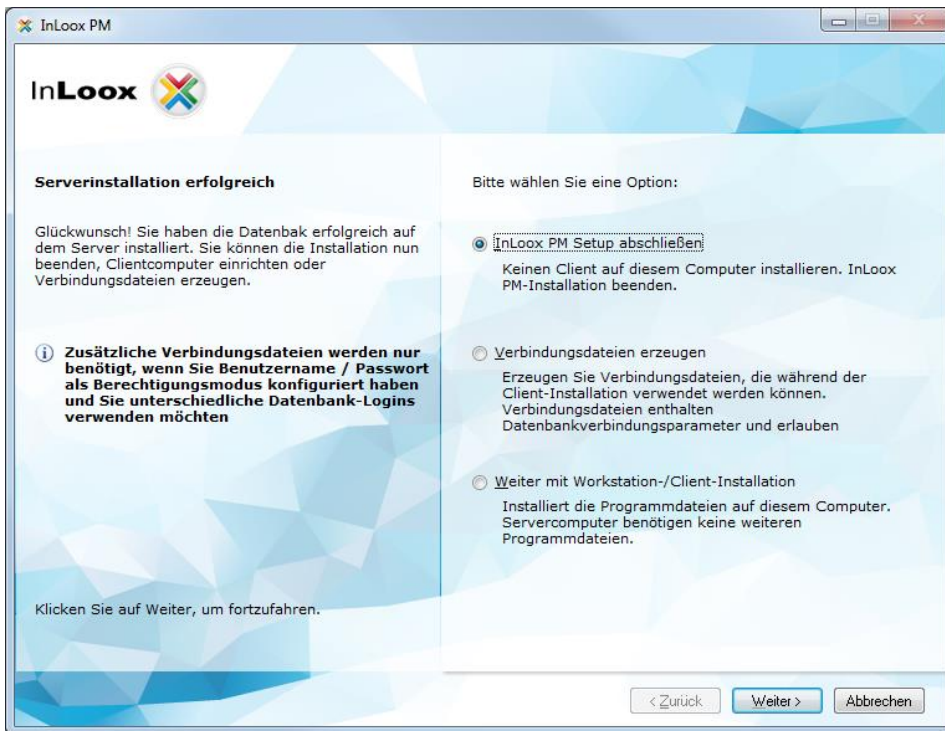 InLoox PM
InLoox
Serverinstallation erfolgreich
Glückwunsch! Sie haben die Datenbak erfolgreich auf
dem Server installiert. Sie können die Installation nun
beenden, Clientcomputer einrichten oder
Verbindungsdateien erzeugen.
Zusätzliche Verbindungsdateien werden nur
benötigt, wenn Sie Benutzername / Passwort
als Berechtigungsmodus konfiguriert haben
und Sie unterschiedliche Datenbank-Logins
verwenden möchten
Klicken Sie auf Weiter, um fortzufahren.
Bitte wählen Sie eine Option:
InLoox PM Setup abschließen
Keinen Client auf diesem Computer installieren. InLoox
PM-Installation beenden.
Verbindungsdateien erzeugen
Erzeugen Sie Verbindungsdateien, die während der
Client-Installation verwendet werden können.
Verbindungsdateien enthalten
Datenbankverbindungsparameter und erlauben
Weiter mit Workstation-/Client-Installation
Installiert die Programmdateien auf diesem Computer.
Servercomputer benötigen keine weiteren
Programmdateien.
< Zurück
Weiter >
Abbrechen